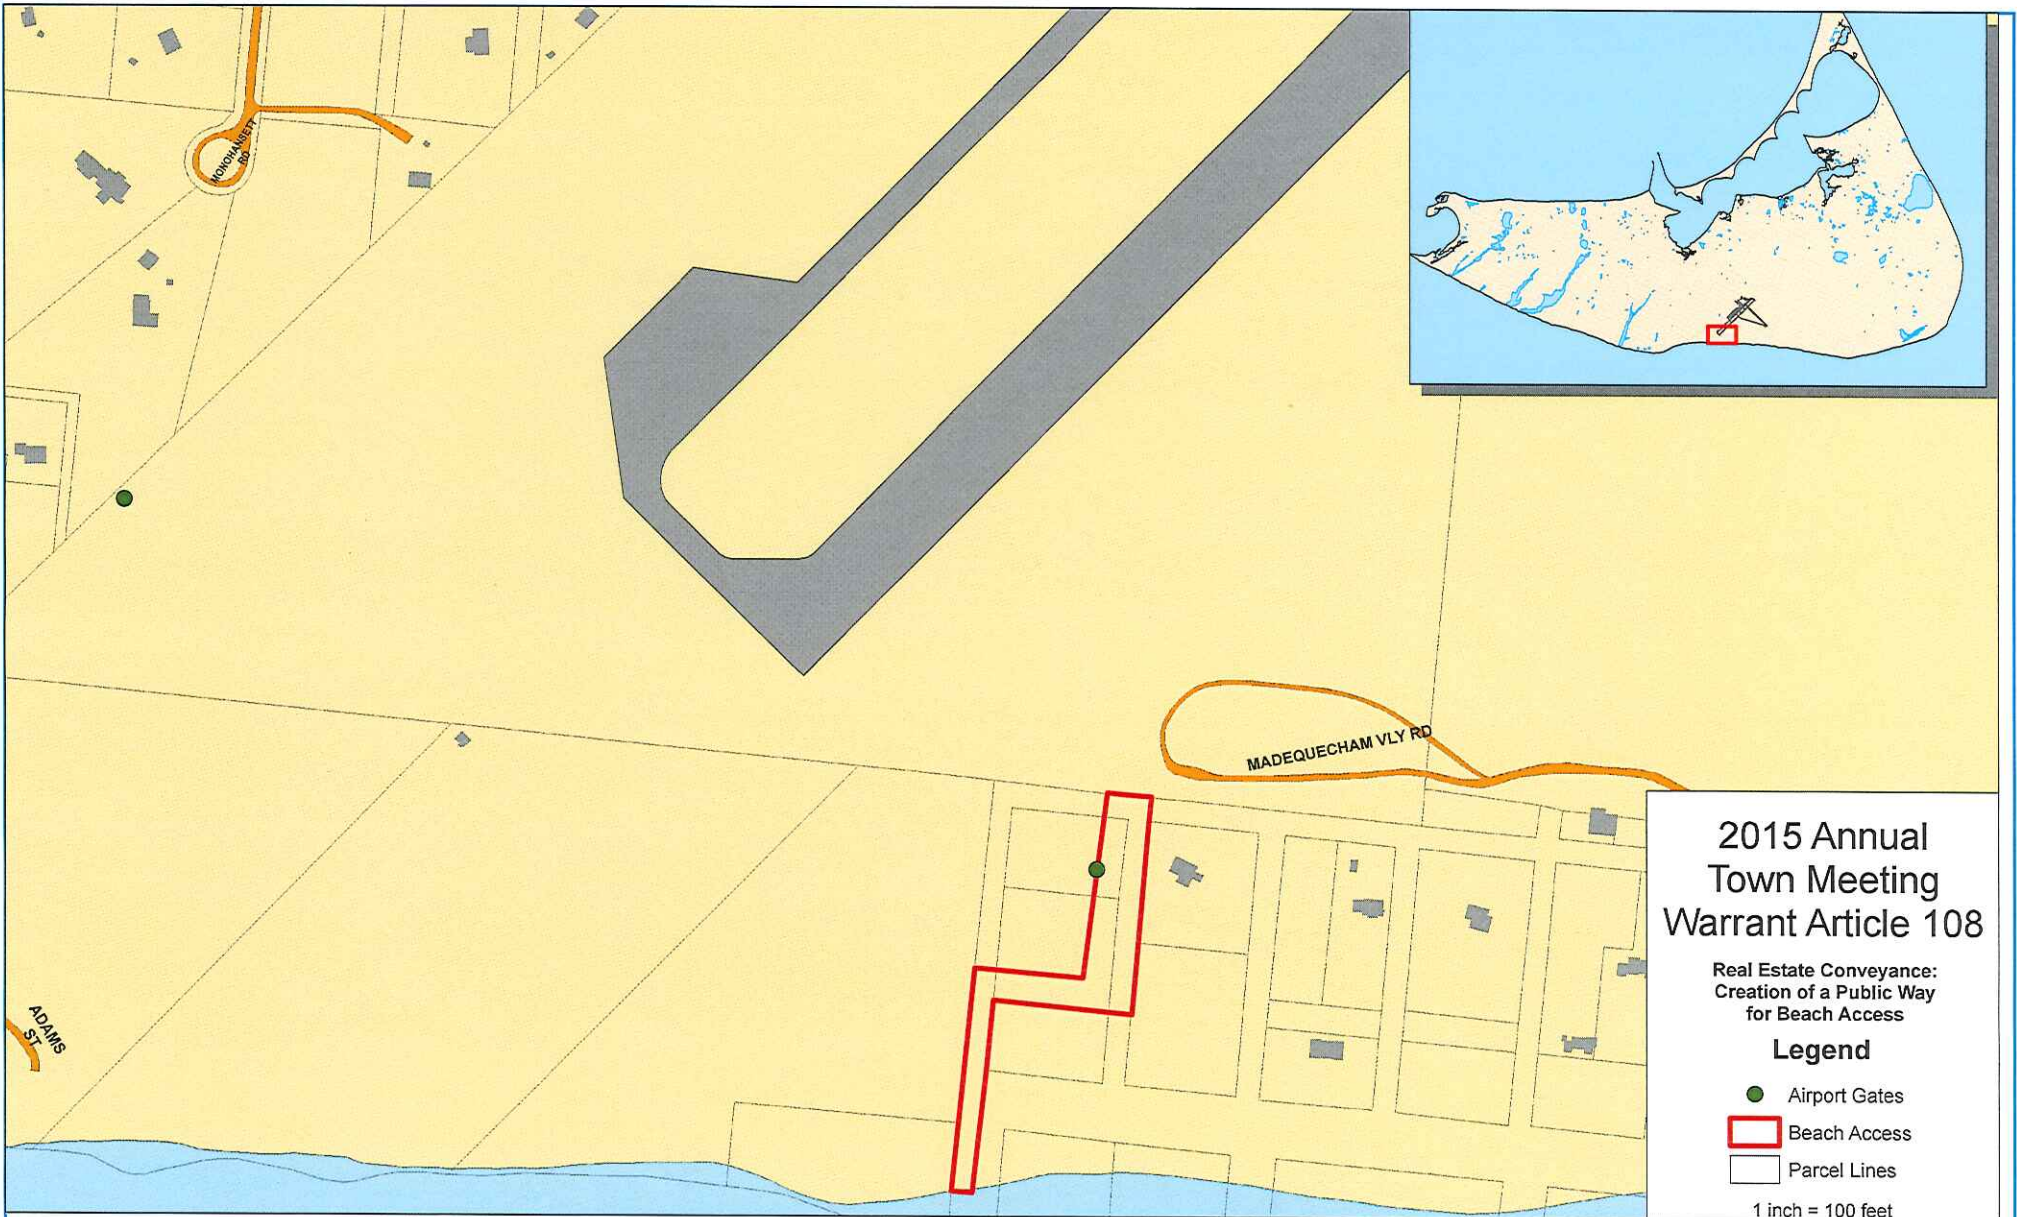 MONOHANSETT
RD
MADEQUECHAM VLY RD
ADAMS
ST
2015 Annual
Town Meeting
Warrant Article 108
Real Estate Conveyance:
Creation of a Public Way
for Beach Access
Legend
Airport Gates
Beach Access
Parcel Lines
1 inch = 100 feet